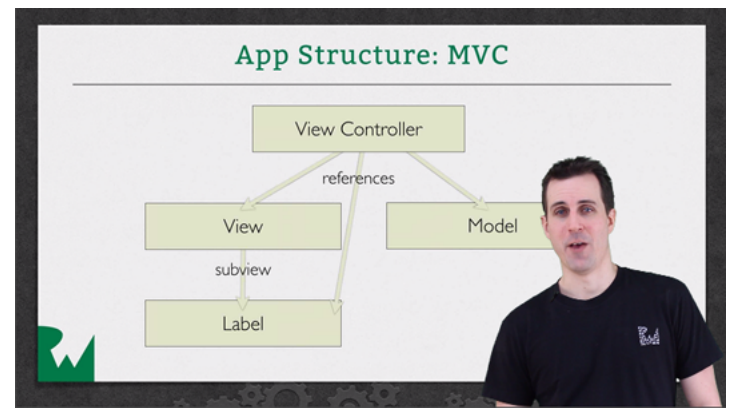 App Structure: MVC
View Controller
references
View
Model
subview
Label